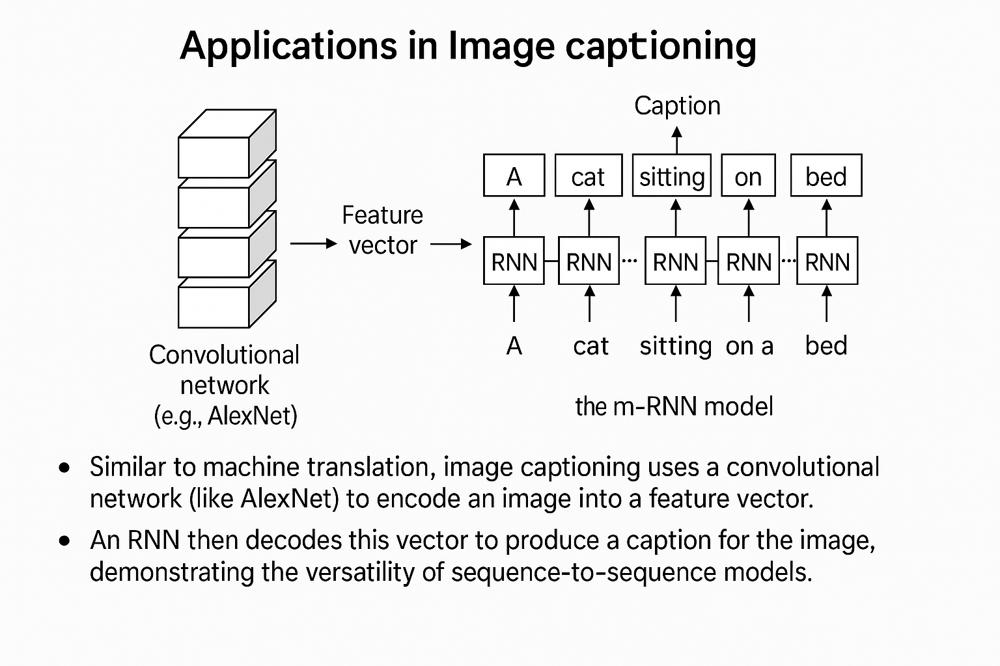 Applications in Image captioning
Caption
A cat sitting on bed
Feature
vector
RNN RNN ... RNN RNN ... RNN
A cat sitting on a bed
Convolutional
network
(e.g., AlexNet)
the m-RNN model
• Similar to machine translation, image captioning uses a convolutional
network (like AlexNet) to encode an image into a feature vector.
• An RNN then decodes this vector to produce a caption for the image,
demonstrating the versatility of sequence-to-sequence models.